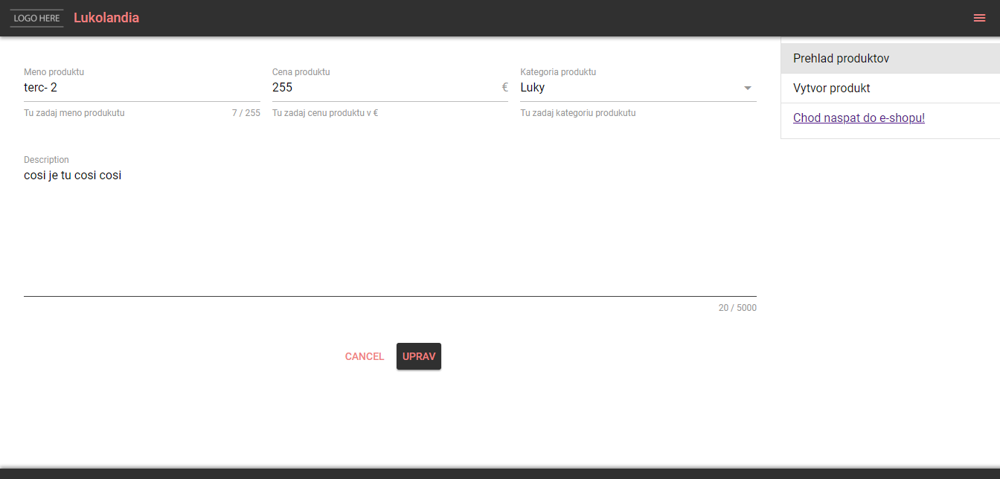 LOGO HERE Lukolandia
Meno produktu Cena produktu Kategoria produktu
terc- 2 255 € Luky
Tu zadaj meno produkutu 7 / 255 Tu zadaj cenu produktu v € Tu zadaj kategoriu produkutu
Description
cosi je tu cosi cosi
20 / 5000
CANCEL UPRAV
Prehlad produktov
Vytvor produkt
Chod naspat do e-shopu!